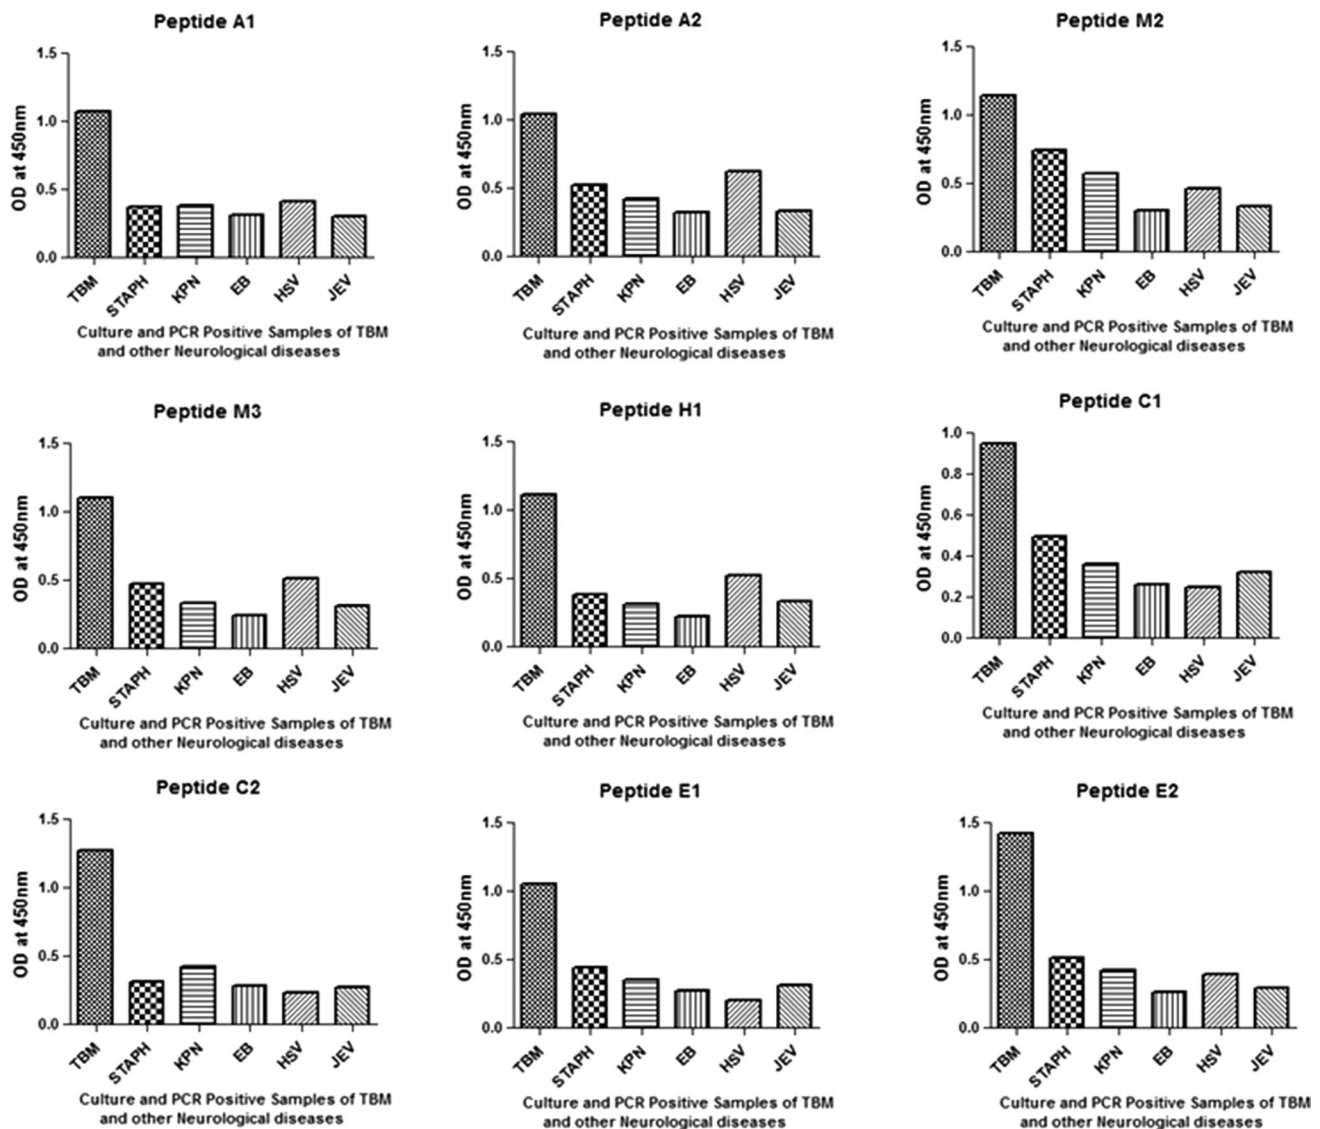 Peptide A1
Peptide A2
Peptide M2
OD at 450nm
1.5
1.0
0.5
0.0
TBM
STAPH
KPN
EB
HSV
JEV
Culture and PCR Positive Samples of TBM
and other Neurological diseases
OD at 450nm
1.5
1.0
0.5
0.0
TBM
STAPH
KPN
EB
HSV
JEV
Culture and PCR Positive Samples of TBM
and other Neurological diseases
OD at 450nm
1.5
1.0
0.5
0.0
TBM
STAPH
KPN
EB
HSV
JEV
Culture and PCR Positive Samples of TBM
and other Neurological diseases
Peptide M3
Peptide H1
Peptide C1
OD at 450nm
1.5
1.0
0.5
0.0
TBM
STAPH
KPN
EB
HSV
JEV
Culture and PCR Positive Samples of TBM
and other Neurological diseases
OD at 450nm
1.5
1.0
0.5
0.0
TBM
STAPH
KPN
EB
HSV
JEV
Culture and PCR Positive Samples of TBM
and other Neurological diseases
OD at 450nm
1.0
0.8
0.6
0.4
0.2
0.0
TBM
STAPH
KPN
EB
HSV
JEV
Culture and PCR Positive Samples of TBM
and other Neurological diseases
Peptide C2
Peptide E1
Peptide E2
OD at 450nm
1.5
1.0
0.5
0.0
TBM
STAPH
KPN
EB
HSV
JEV
Culture and PCR Positive Samples of TBM
and other Neurological diseases
OD at 450nm
1.5
1.0
0.5
0.0
TBM
STAPH
KPN
EB
HSV
JEV
Culture and PCR Positive Samples of TBM
and other Neurological diseases
OD at 450nm
1.5
1.0
0.5
0.0
TBM
STAPH
KPN
EB
HSV
JEV
Culture and PCR Positive Samples of TBM
and other Neurological diseases